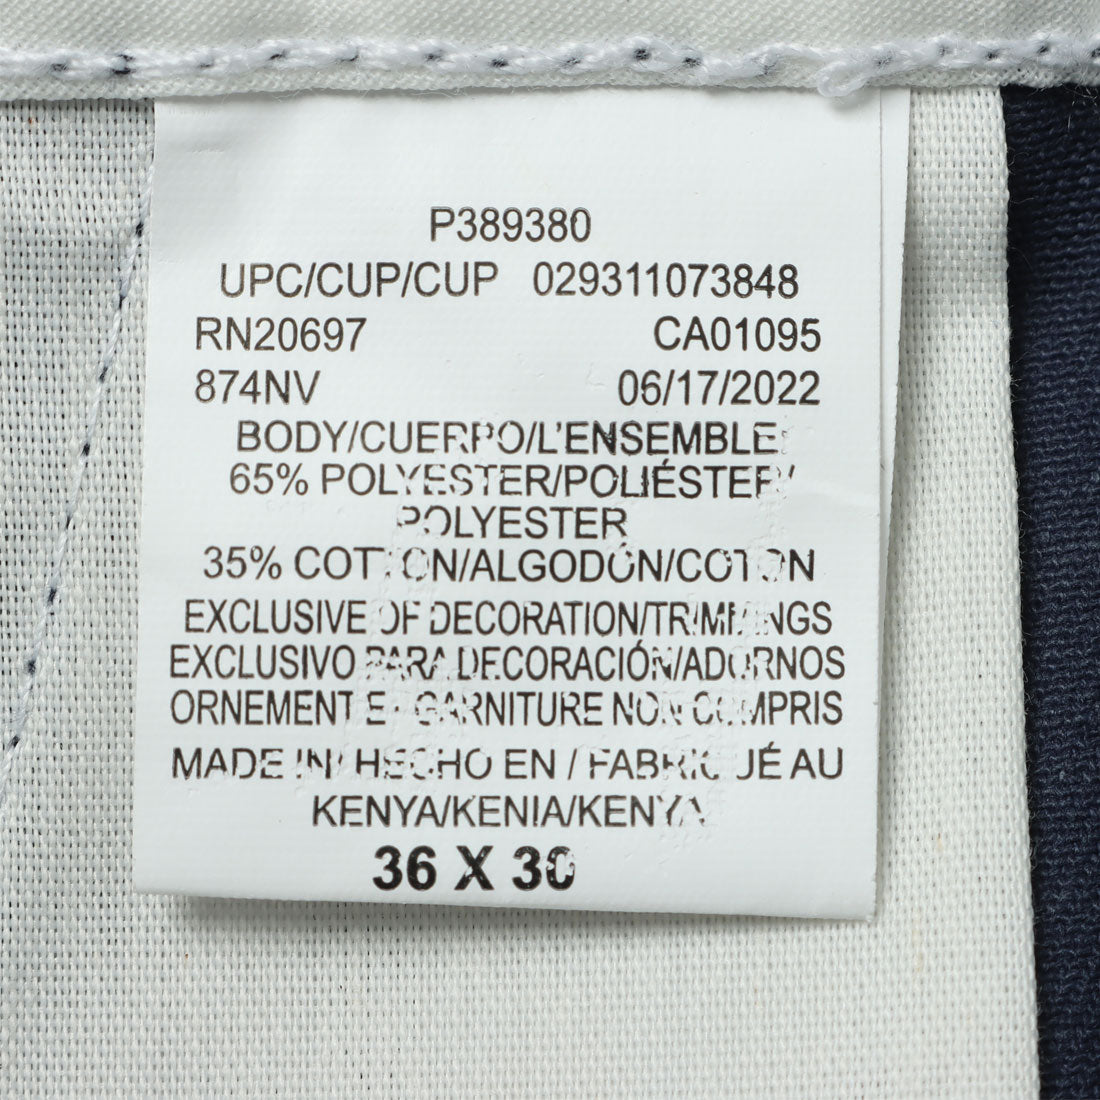 P389380
UPC/CUP/CUP 029311073848
RN20697 CA01095
874NV 06/17/2022
BODY/CUERPO/L'ENSEMBLE:
65% POLYESTER/POLIÉSTER/
POLYESTER
35% COTTON/ALGODÓN/COTON
EXCLUSIVE OF DECORATION/TRIMMINGS
EXCLUSIVO PARA DECORACIÓN/ADORNOS
ORNEMENT E· GARNITURE NON COMPRIS
MADE IN/ HECHO EN / FABRIQUÉ AU
KENYA/KENIA/KENYA
36 X 30